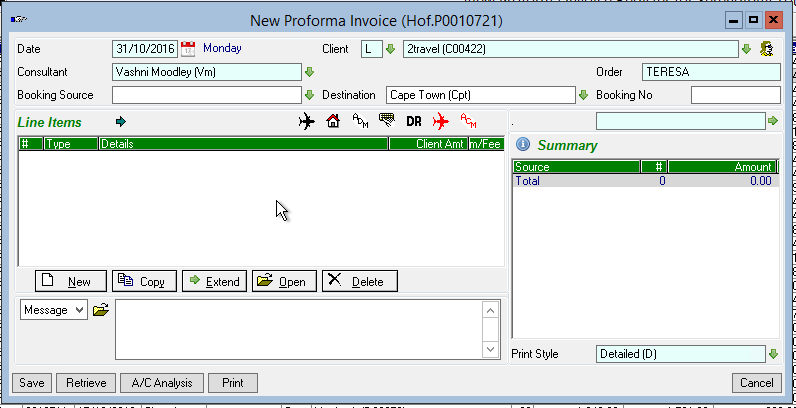 New Proforma Invoice (Hof.P0010721)
Date 31/10/2016 Monday Client L 2travel (C00422)
Consultant Vashni Moodley (Vm) Order TERESA
Booking Source Destination Cape Town (Cpt) Booking No
Line Items DR .
Summary
# Type Details Client Amt m/Fee
Source # Amount
Total 0 0.00
New Copy Extend Open Delete
Message
Print Style Detailed (D)
Save Retrieve A/C Analysis Print Cancel